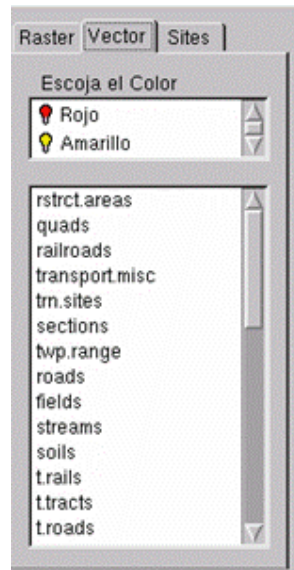 Raster Vector Sites
Escoja el Color
Rojo
Amarillo
rstrct.areas
quads
railroads
transport.misc
trn.sites
sections
twp.range
roads
fields
streams
soils
t.rails
t.tracts
t.roads